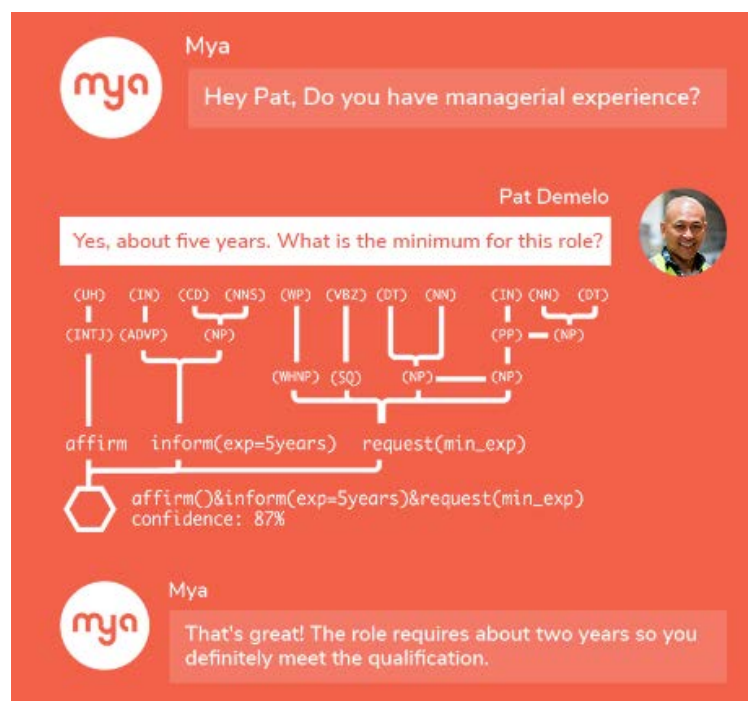 Mya
mya
Hey Pat, Do you have managerial experience?
Pat Demelo
Yes, about five years. What is the minimum for this role?
(UH) (IN) (CD) (NNS) (WP) (VBZ) (DT) (NN) (IN) (NN) (DT)
(INTJ) (ADVP) (NP) (PP) (NP)
(WHNP) (SQ) (NP) (NP)
affirm inform(exp=5years) request(min_exp)
affirm()&inform(exp=5years)&request(min_exp)
confidence: 87%
Mya
mya
That's great! The role requires about two years so you
definitely meet the qualification.